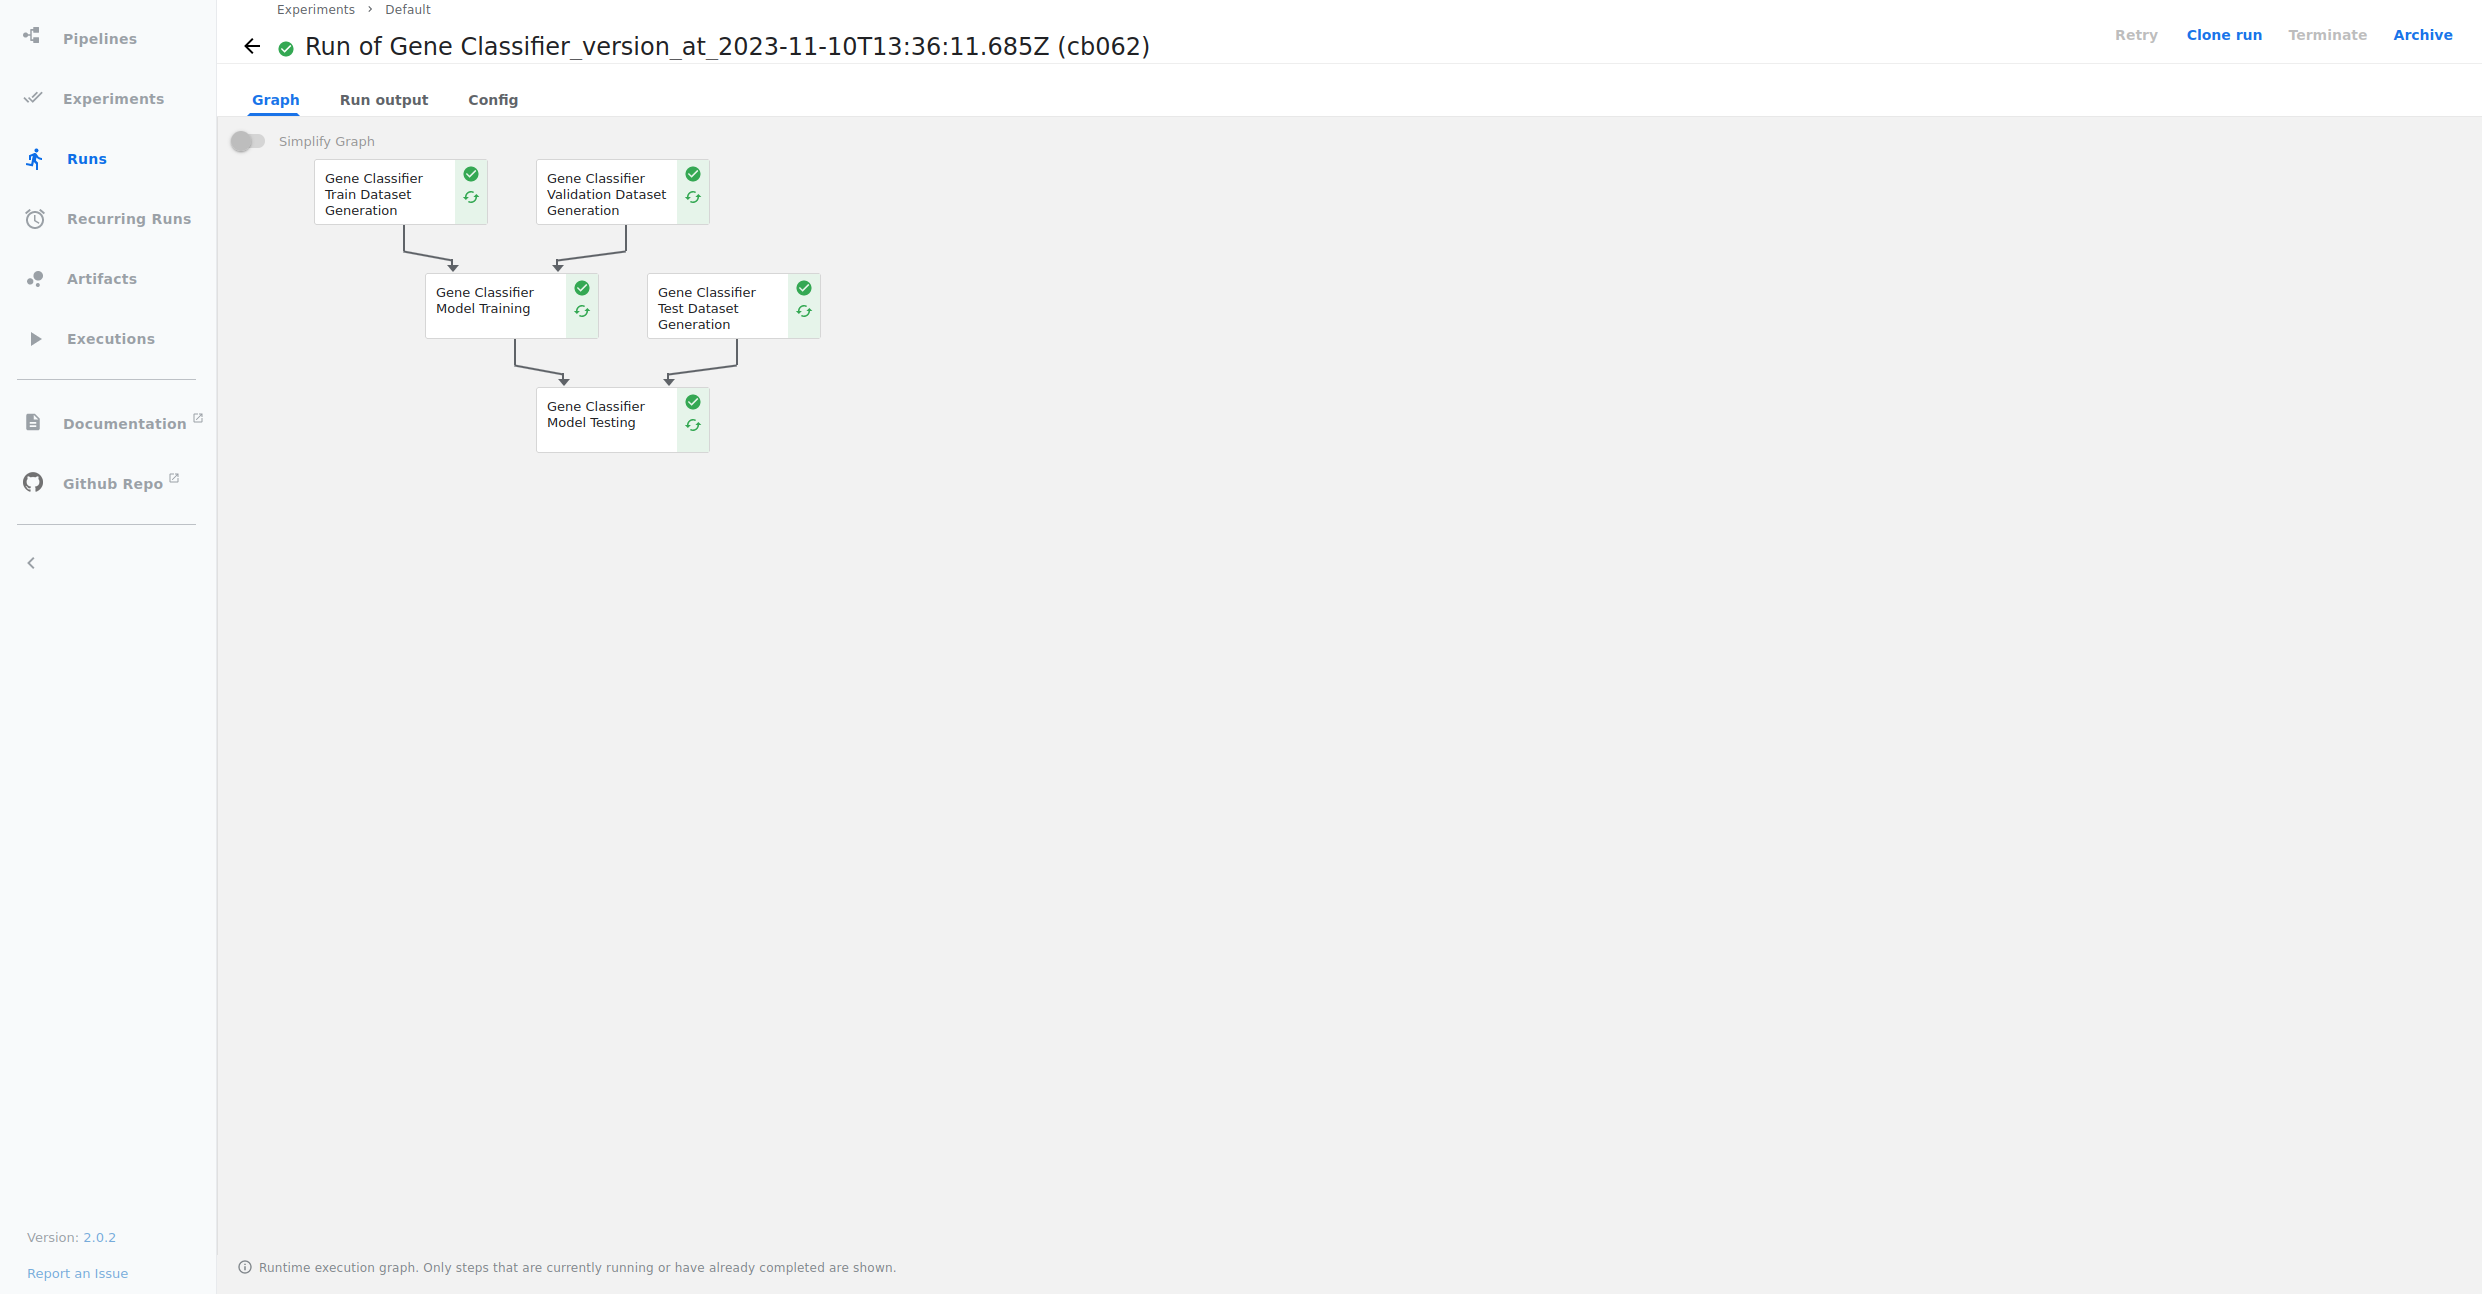 Pipelines
Experiments
Runs
Recurring Runs
Artifacts
Executions
Documentation
Github Repo
Version: 2.0.2
Report an Issue
Experiments › Default
Run of Gene Classifier_version_at_2023-11-10T13:36:11.685Z (cb062)
Retry Clone run Terminate Archive
Graph Run output Config
Simplify Graph
Gene Classifier
Train Dataset
Generation
Gene Classifier
Validation Dataset
Generation
Gene Classifier
Model Training
Gene Classifier
Test Dataset
Generation
Gene Classifier
Model Testing
Runtime execution graph. Only steps that are currently running or have already completed are shown.